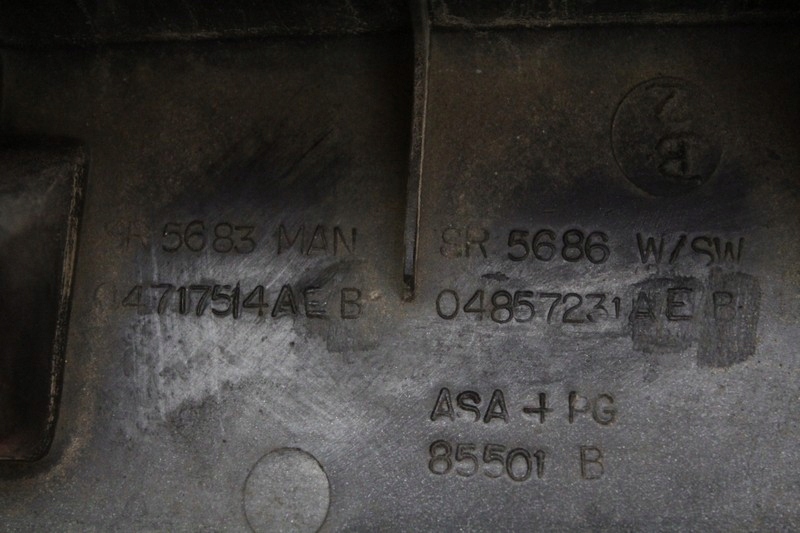 SR 5683 MAN
04717514AE B
SR 5686 W/SW
04857231AE B
ASA + PG
85501 B